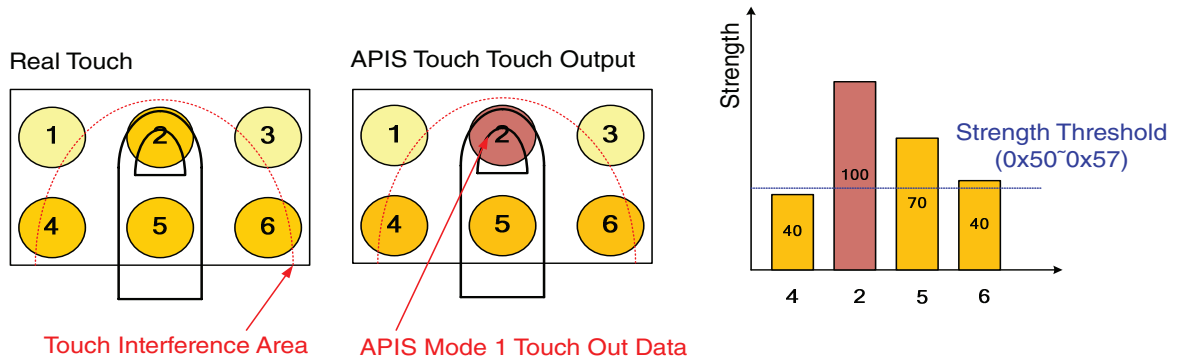 Real Touch
1
2
3
4
5
6
Touch Interference Area
APIS Touch Touch Output
1
2
3
4
5
6
APIS Mode 1 Touch Out Data
Strength
Strength Threshold
(0x50~0x57)
40
100
70
40
4
2
5
6